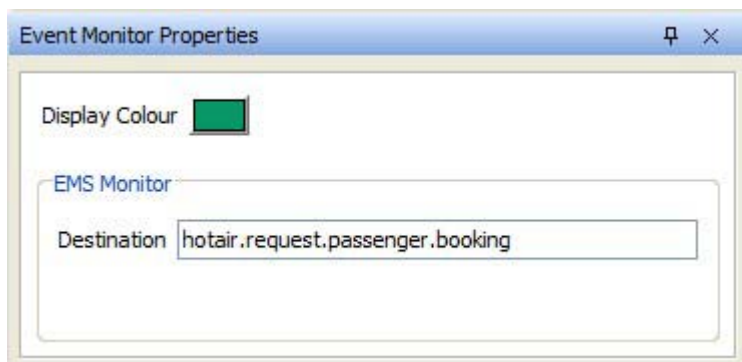 Event Monitor Properties
Display Colour
EMS Monitor
Destination hotair.request.passenger.booking